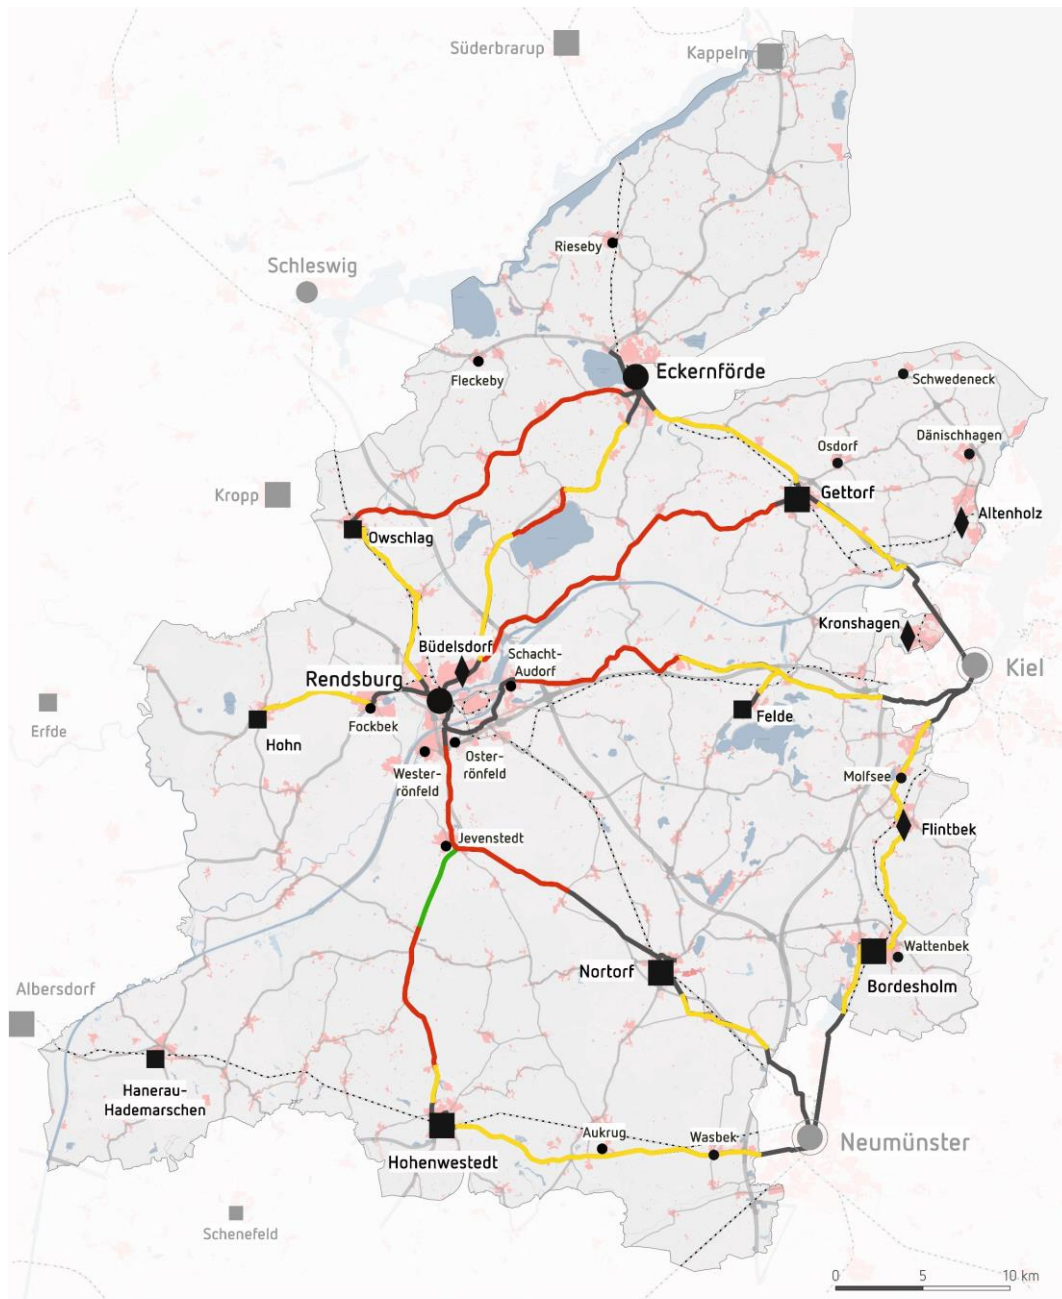 Süderbrarup
Kappeln
Rieseby
Schleswig
Eckernförde
Fleckeby
Schwedeneck
Dänischhagen
Osdorf
Kropp
Gettorf
Altenholz
Owschlag
Kronshagen
Büdelsdorf
Schacht-
Audorf
Kiel
Rendsburg
Erfde
Hohn
Fockbek
Felde
Wester-
rönfeld
Oster-
rönfeld
Molfsee
Flintbek
Jevenstedt
Wattenbek
Nortorf
Bordesholm
Albersdorf
Hanerau-
Hademarschen
Aukrug
Wasbek
Neumünster
Hohenwestedt
Schenefeld
0 5 10 km